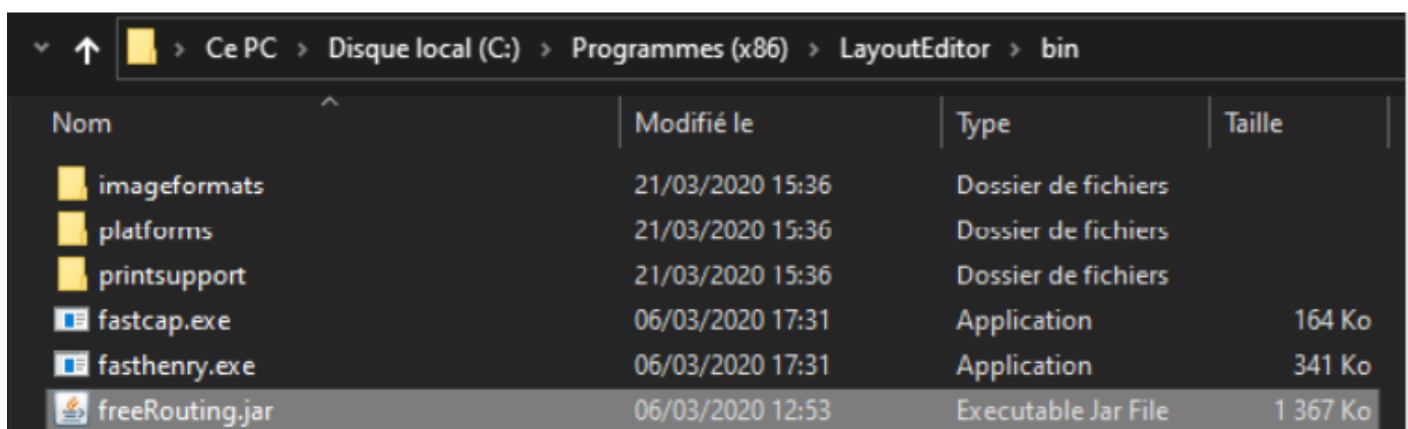 Ce PC > Disque local (C:) > Programmes (x86) > LayoutEditor > bin
Nom Modifié le Type Taille
imageformats 21/03/2020 15:36 Dossier de fichiers
platforms 21/03/2020 15:36 Dossier de fichiers
printsupport 21/03/2020 15:36 Dossier de fichiers
fastcap.exe 06/03/2020 17:31 Application 164 Ko
fasthenry.exe 06/03/2020 17:31 Application 341 Ko
freeRouting.jar 06/03/2020 12:53 Executable Jar File 1 367 Ko